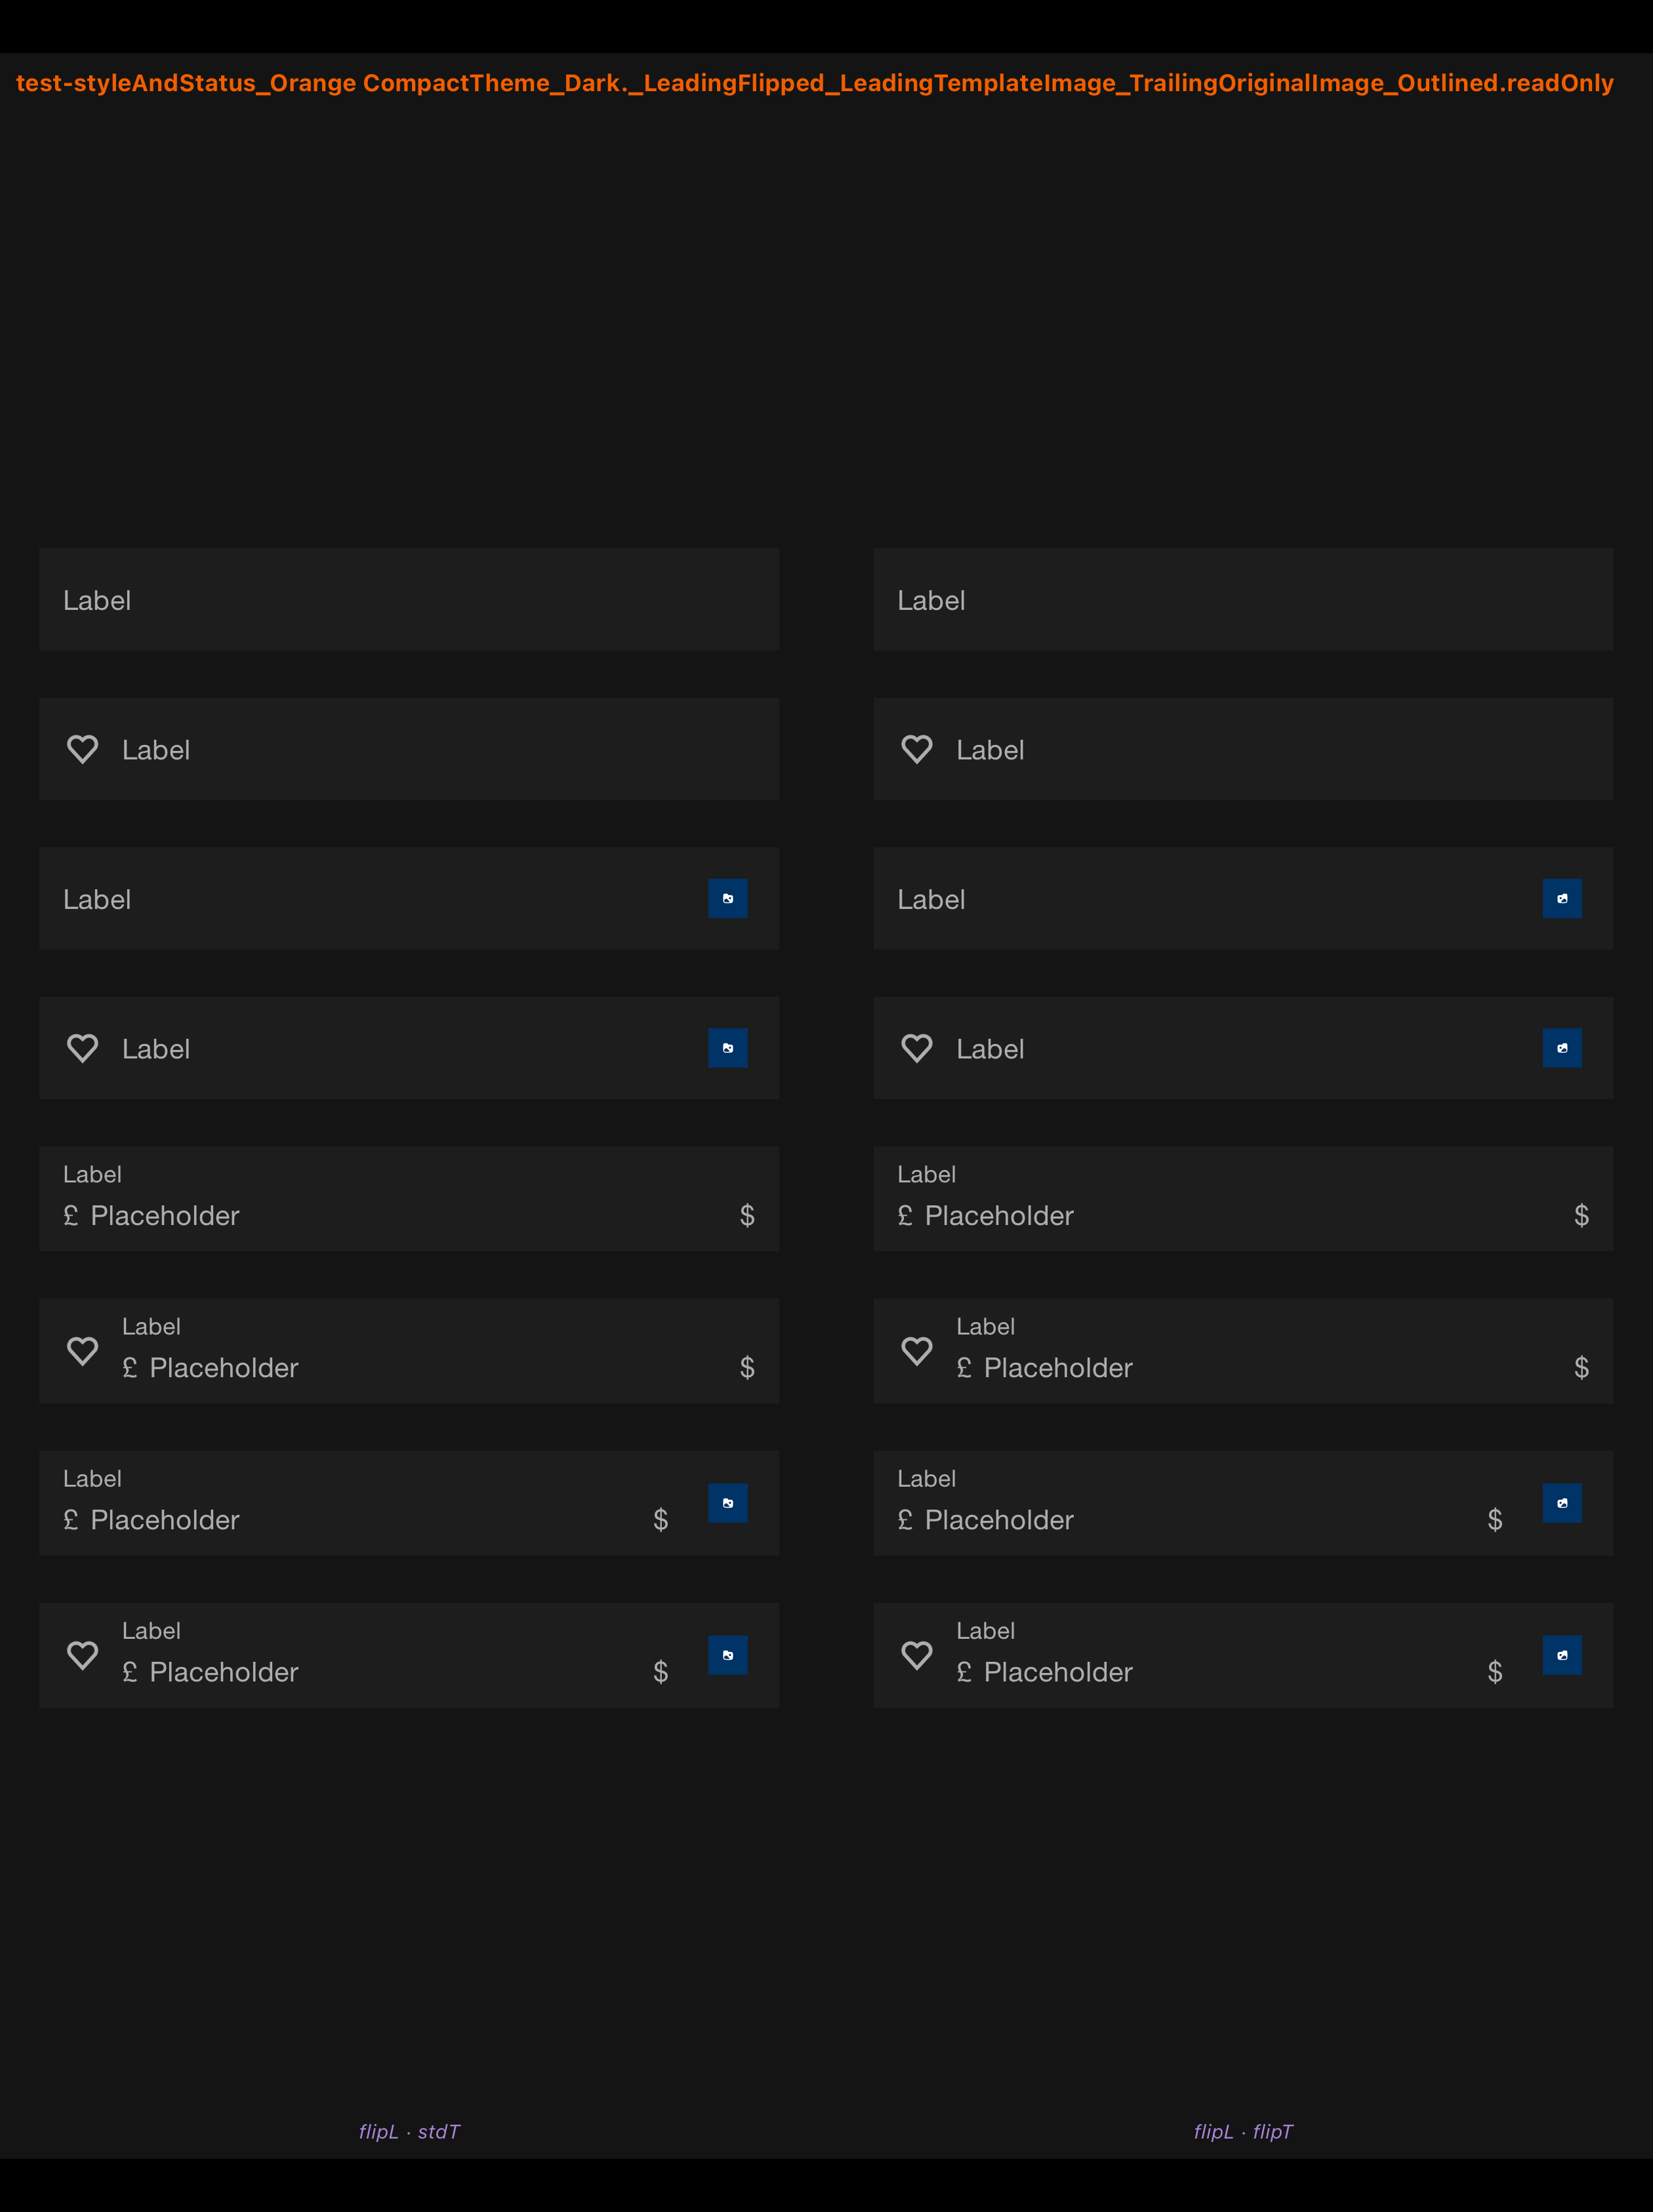 test-styleAndStatus_Orange CompactTheme_Dark._LeadingFlipped_LeadingTemplateImage_TrailingOriginalImage_Outlined.readOnly
Label
Label
Label
Label
Label
Label
Label
Label
Label
£ Placeholder $
Label
£ Placeholder $
Label
£ Placeholder $
Label
£ Placeholder $
Label
£ Placeholder $
Label
£ Placeholder $
Label
£ Placeholder $
Label
£ Placeholder $
flipL · stdT
flipL · flipT